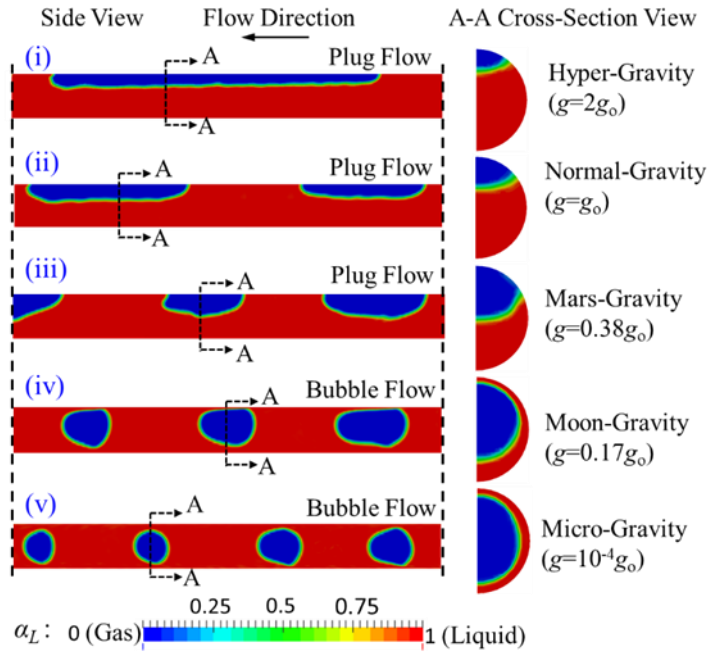 Side View Flow Direction A-A Cross-Section View
(i) A Plug Flow
A
Hyper-Gravity
(g=2gₒ)
(ii) A Plug Flow
A
Normal-Gravity
(g=gₒ)
(iii) A Plug Flow
A
Mars-Gravity
(g=0.38gₒ)
(iv) A Bubble Flow
A
Moon-Gravity
(g=0.17gₒ)
(v) A Bubble Flow
A
Micro-Gravity
(g=10⁻⁴gₒ)
0.25 0.5 0.75
α_L: 0 (Gas) 1 (Liquid)